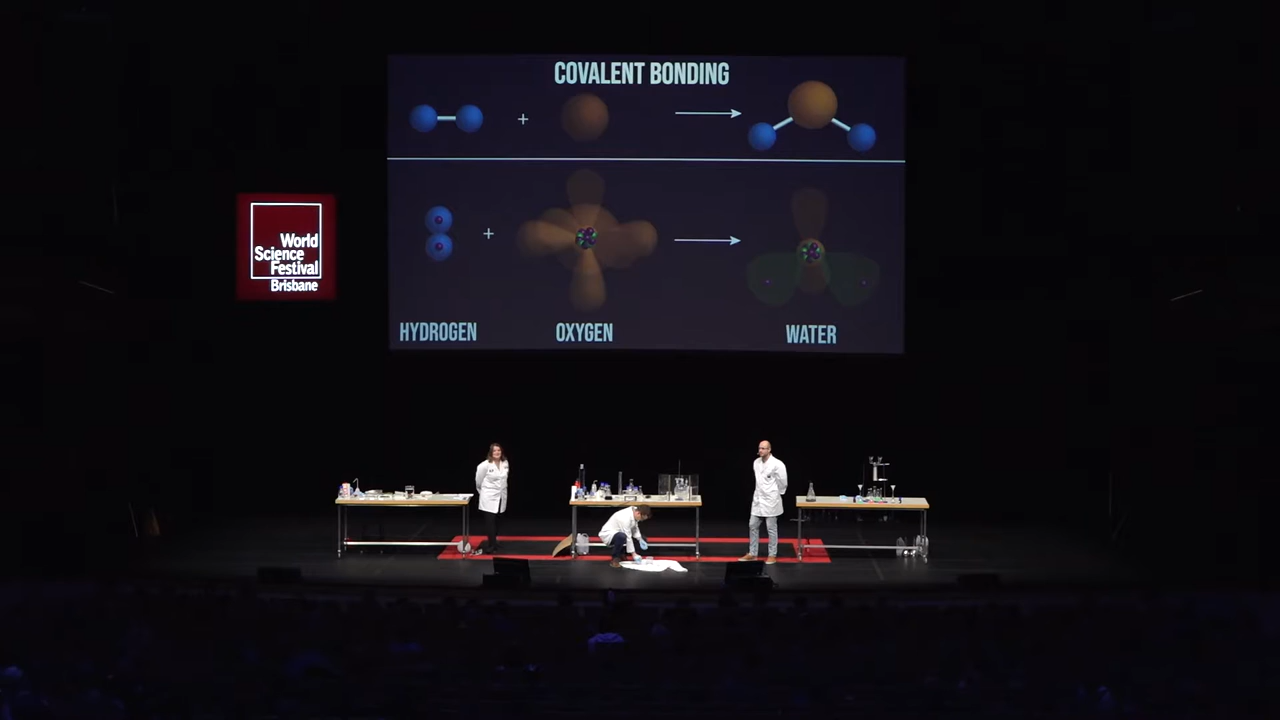 COVALENT BONDING
+
+
HYDROGEN
OXYGEN
WATER
World
Science
Festival
Brisbane